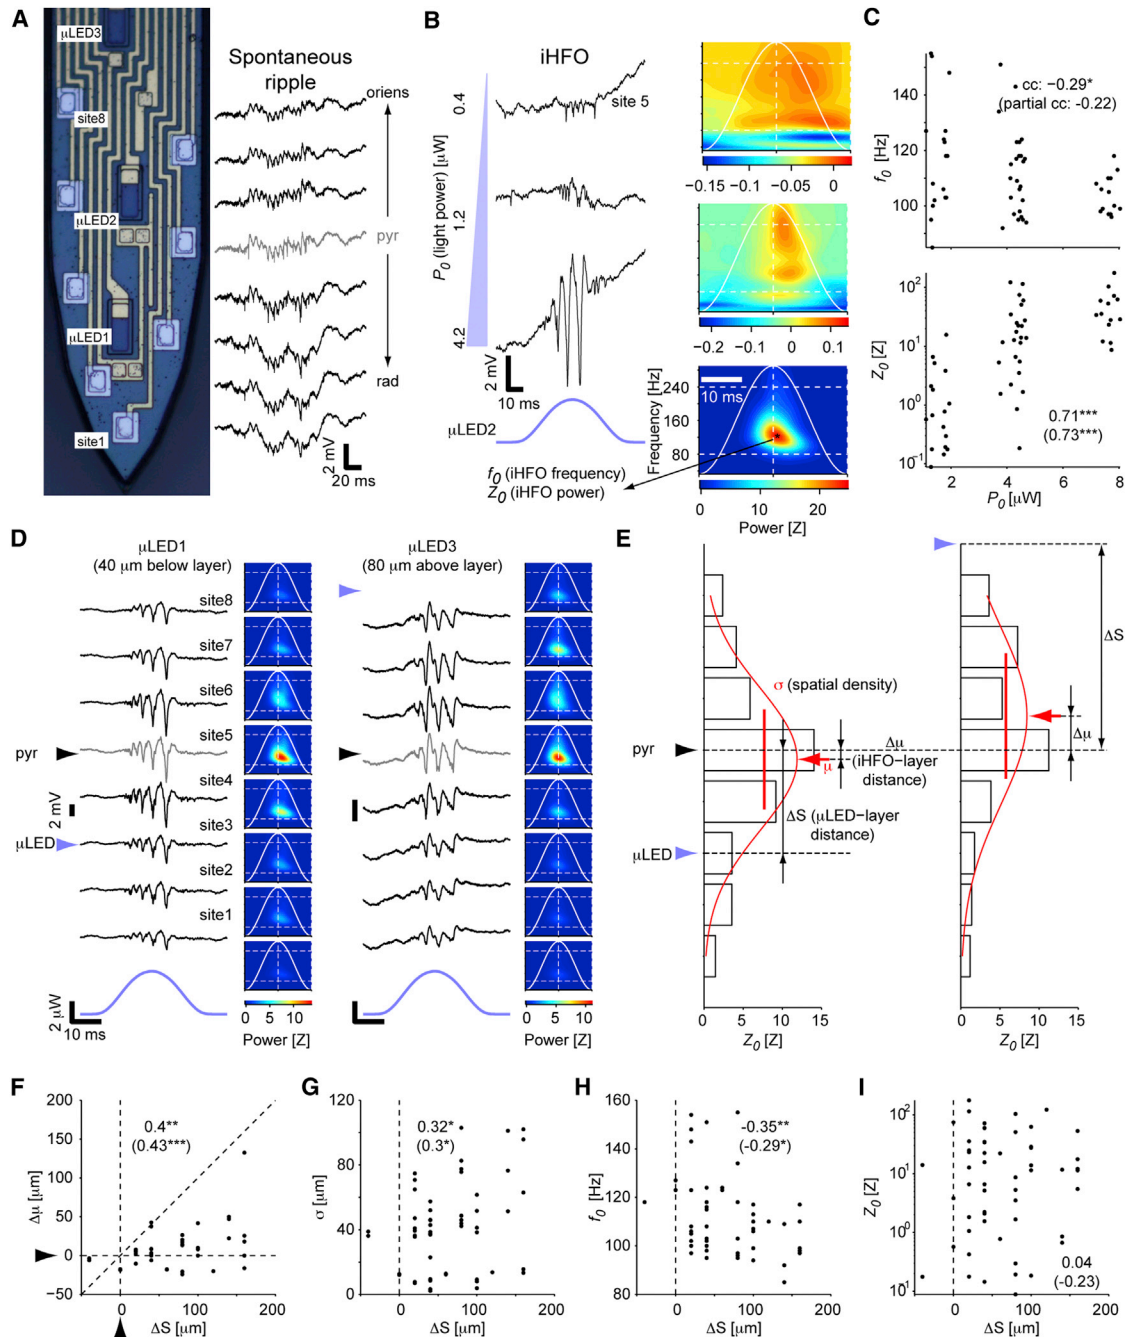 A
μLED3
site8
μLED2
μLED1
site1
Spontaneous
ripple
oriens
pyr
rad
2 mV
20 ms
B
iHFO
P0 (light power) [μW]
0.4
1.2
4.2
site 5
2 mV
10 ms
μLED2
f0 (iHFO frequency)
Z0 (iHFO power)
−0.15 −0.1 −0.05 0
−0.2 −0.1 0 0.1
Frequency [Hz]
240
160
80
10 ms
0 10 20
Power [Z]
C
f0 [Hz]
140
120
100
cc: −0.29*
(partial cc: -0.22)
Z0 [Z]
10^2
10^1
10^0
10^-1
0.71***
(0.73***)
2 4 6 8
P0 [μW]
D
μLED1
(40 μm below layer)
μLED3
(80 μm above layer)
site8
site7
site6
site5
site4
site3
site2
site1
pyr
2 mV
μLED
2 μW
10 ms
0 5 10
Power [Z]
0 5 10
Power [Z]
E
pyr
μLED
σ (spatial density)
μ
Δμ
(iHFO−layer
distance)
ΔS (μLED−layer
distance)
0 5 10 15
Z0 [Z]
ΔS
Δμ
0 5 10 15
Z0 [Z]
F
Δμ [μm]
200
150
100
50
0
−50
0.4**
(0.43***)
0 100 200
ΔS [μm]
G
σ [μm]
120
80
40
0
0.32*
(0.3*)
0 100 200
ΔS [μm]
H
f0 [Hz]
160
140
120
100
80
-0.35**
(-0.29*)
0 100 200
ΔS [μm]
I
Z0 [Z]
10^2
10^1
10^0
10^1
0.04
(-0.23)
0 100 200
ΔS [μm]